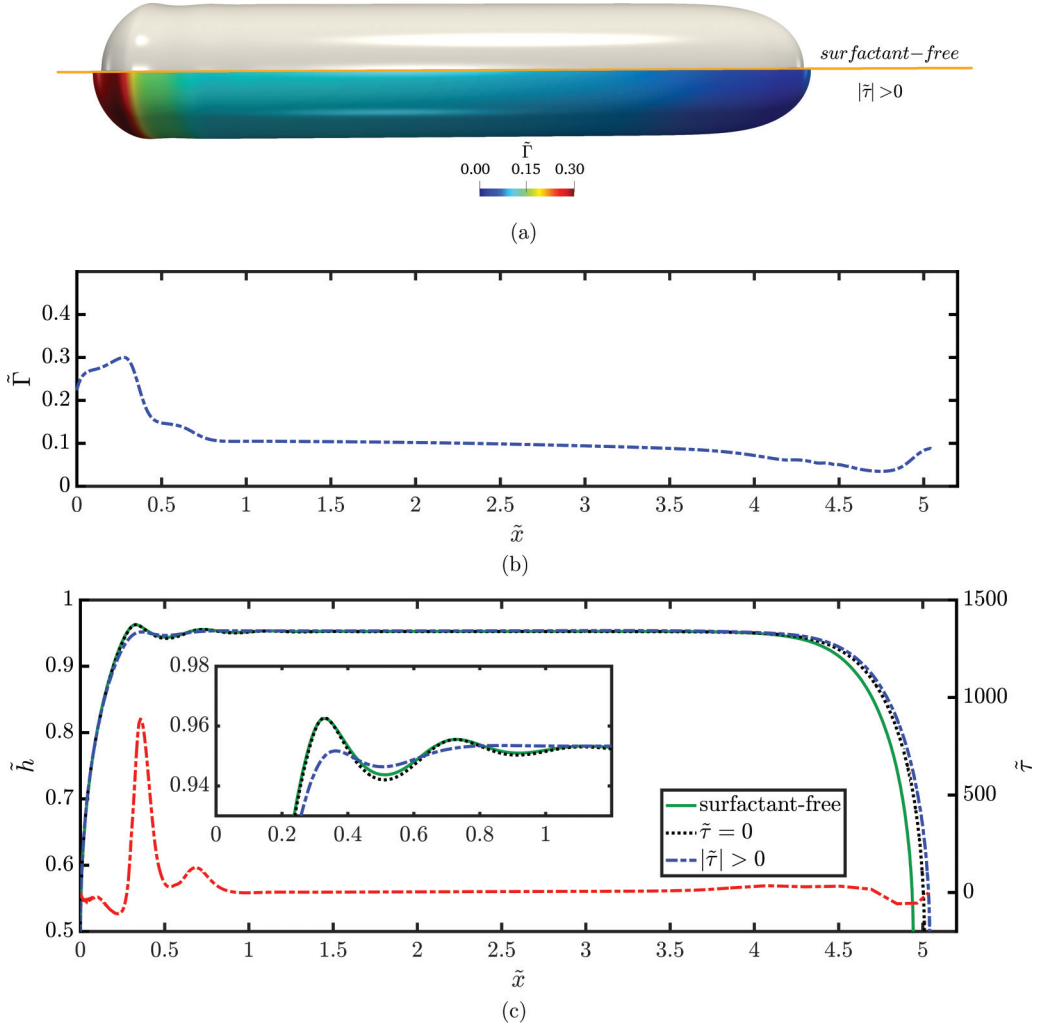 surfactant−free
|τ̃| >0
Γ̃
0.00 0.15 0.30
(a)
0.4
0.3
0.2
0.1
0
Γ̃
0 0.5 1 1.5 2 2.5 3 3.5 4 4.5 5
x̃
(b)
1
0.9
0.8
0.7
0.6
0.5
h̃
1500
1000
500
0
τ̃
0.98
0.96
0.94
0 0.2 0.4 0.6 0.8 1
surfactant-free
τ̃ = 0
|τ̃| > 0
0 0.5 1 1.5 2 2.5 3 3.5 4 4.5 5
x̃
(c)